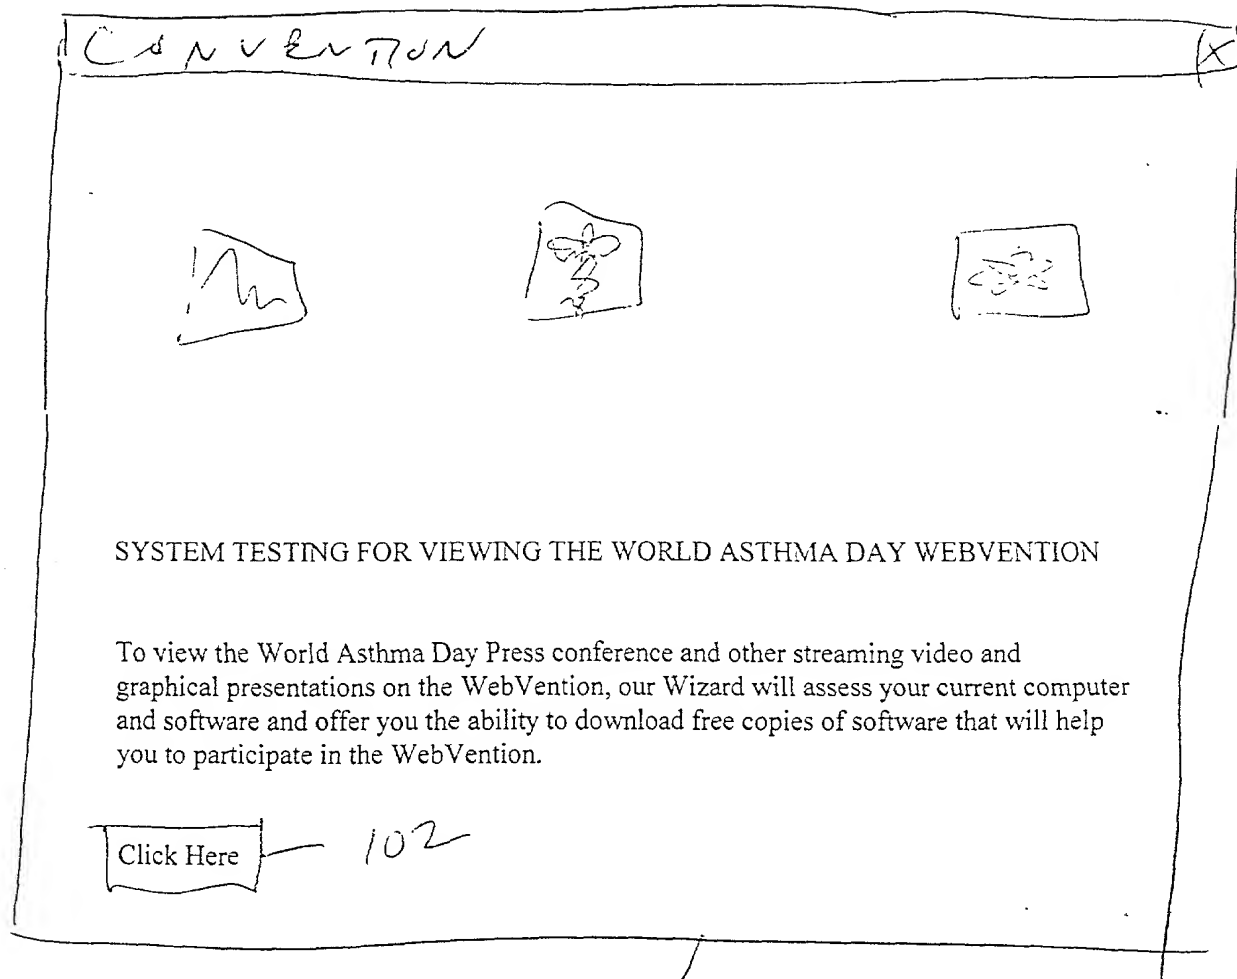 CONVENTION X
SYSTEM TESTING FOR VIEWING THE WORLD ASTHMA DAY WEBVENTION
To view the World Asthma Day Press conference and other streaming video and
graphical presentations on the WebVention, our Wizard will assess your current computer
and software and offer you the ability to download free copies of software that will help
you to participate in the WebVention.
Click Here 102